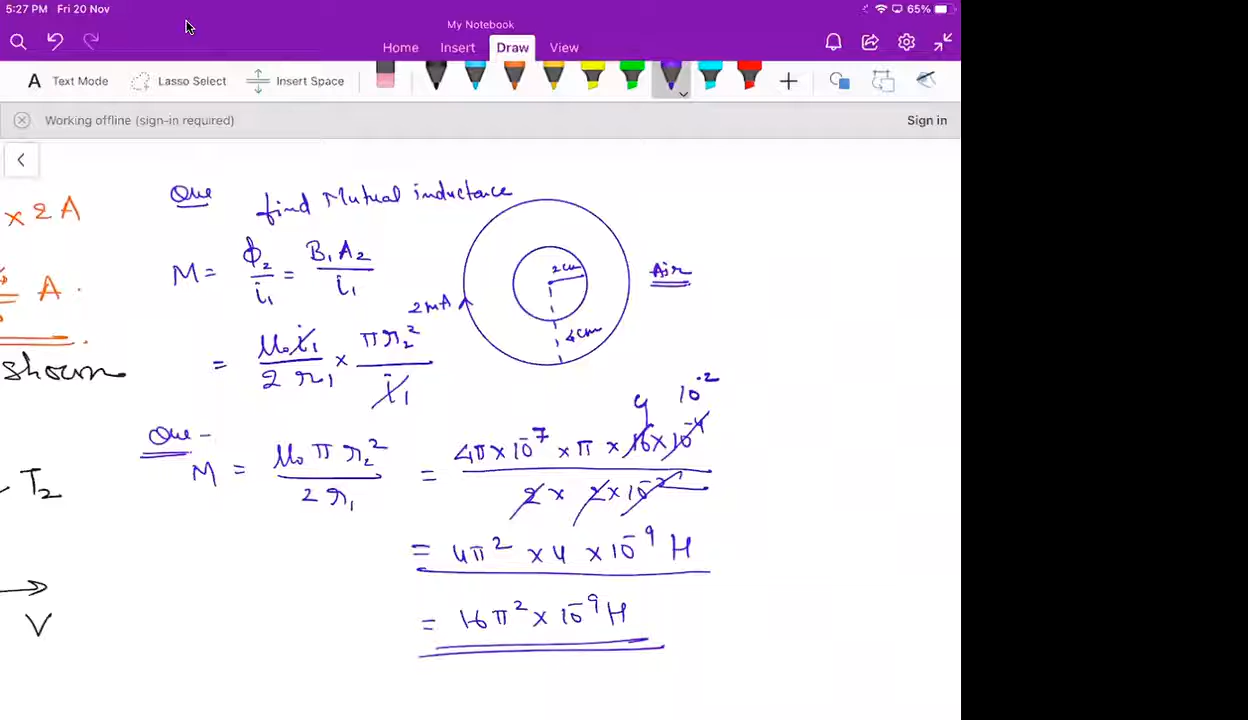 5:27 PM Fri 20 Nov
65%
My Notebook
Home Insert Draw View
A Text Mode Lasso Select Insert Space
Working offline (sign-in required) Sign in
Que find Mutual inductance
x 2 A
M = ϕ₂/i₁ = B₁A₂/i₁
2cm
Air
A
2mA
4cm
= μ₀i₁/2r₁ × πr₂²/i₁
shown
Que -
M = μ₀πr₂²/2r₁ = 4π×10⁻⁷×π×16×10⁻⁴/2×2×10⁻²
4 10⁻²
T₂
= 4π² × 4 × 10⁻⁹ H
V
= 16π² × 10⁻⁹ H